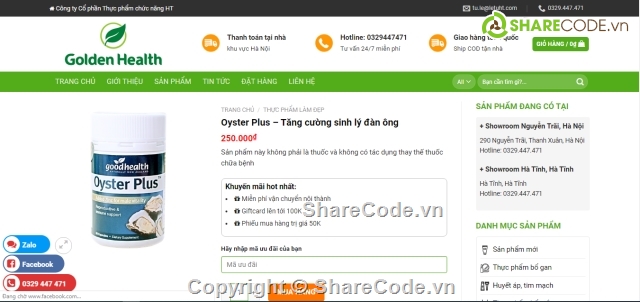 Công ty Cổ phần Thực phẩm chức năng HT
0329.447.471
SHARECODE.vn
Golden Health
Thanh toán tại nhà
khu vực Hà Nội
Hotline: 0329447471
Tư vấn 24/7 miễn phí
Giao hàng
Ship COD tận nhà
GIỎ HÀNG / 0₫
TRANG CHỦ
GIỚI THIỆU
SẢN PHẨM
TIN TỨC
ĐẶT HÀNG
LIÊN HỆ
All
Bạn cần tìm gì?...
TRANG CHỦ / THỰC PHẨM LÀM ĐẸP
Oyster Plus – Tăng cường sinh lý đàn ông
250.000₫
Sản phẩm này không phải là thuốc và không có tác dụng thay thế thuốc
chữa bệnh
Khuyến mãi hot nhất:
Miễn phí vận chuyển nội thành
Giftcard lên tới 100K
Phiếu mua hàng trị giá 50K
ShareCode.vn
Hãy nhập mã ưu đãi của bạn
Mã ưu đãi
MUA HÀNG
SẢN PHẨM ĐANG CÓ TẠI
+ Showroom Nguyễn Trãi, Hà Nội
290 Nguyễn Trãi, Thanh Xuân, Hà Nội
Hotline: 0329.447.471
+ Showroom Hà Tĩnh, Hà Tĩnh
Hà Tĩnh, Hà Tĩnh
Hotline: 0329.447.471
DANH MỤC SẢN PHẨM
Sản phẩm mới
Thực phẩm bổ gan
Huyết áp, tim mạch
goodhealth
Oyster Plus
Zalo
Facebook
0329 447 471
Đang chờ www.facebook.com...
Copyright © ShareCode.vn